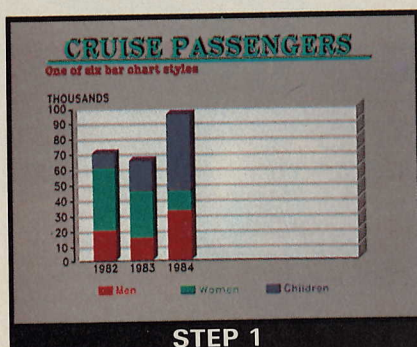 CRUISE PASSENGERS
One of six bar chart styles
THOUSANDS
100
90
80
70
60
50
40
30
20
10
0
1982 1983 1984
Men Women Children
STEP 1